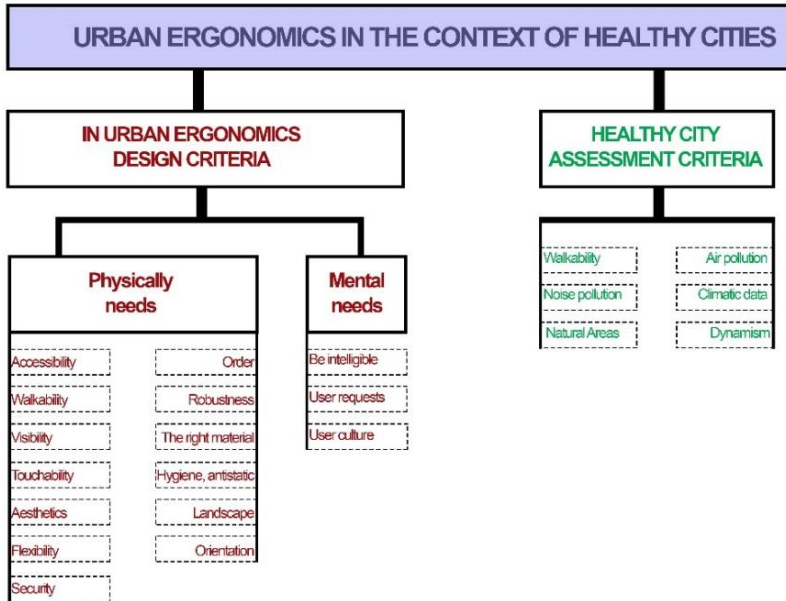 URBAN ERGONOMICS IN THE CONTEXT OF HEALTHY CITIES
IN URBAN ERGONOMICS
DESIGN CRITERIA
HEALTHY CITY
ASSESSMENT CRITERIA
Physically
needs
Mental
needs
Accessibility
Walkability
Visibility
Touchability
Aesthetics
Flexibility
Security
Order
Robustness
The right material
Hygiene, antistatic
Landscape
Orientation
Be intelligible
User requests
User culture
Walkability
Noise pollution
Natural Areas
Air pollution
Climatic data
Dynamism